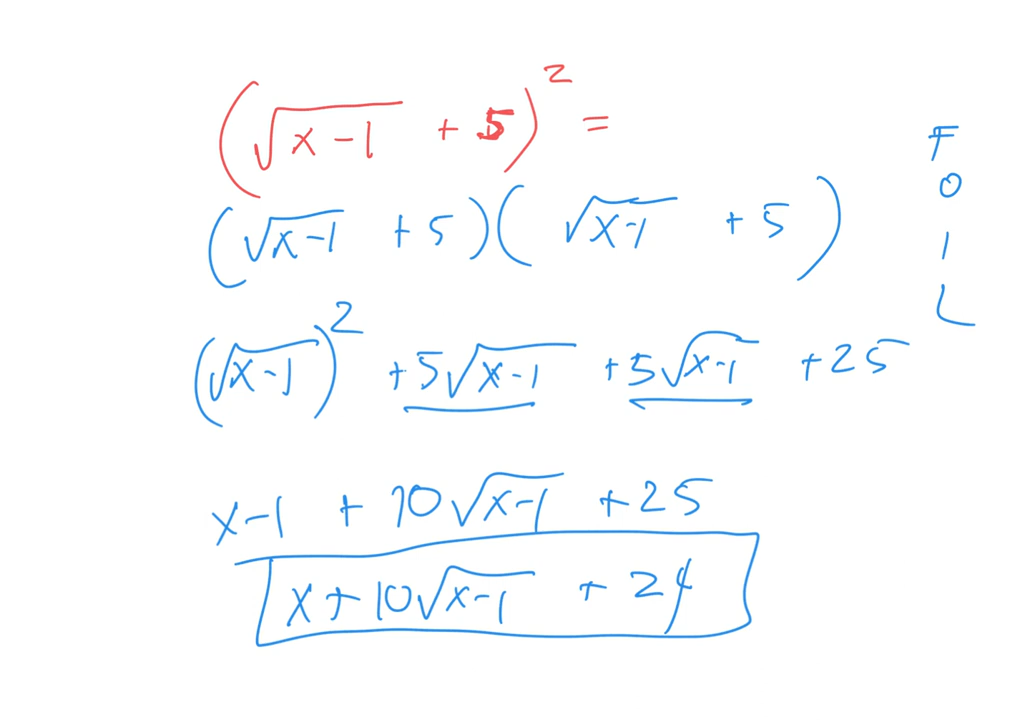 (√(x-1) + 5)² =
(√(x-1) + 5)(√(x-1) + 5)
(√(x-1))² + 5√(x-1) + 5√(x-1) + 25
x-1 + 10√(x-1) + 25
x + 10√(x-1) + 24
F
O
I
L